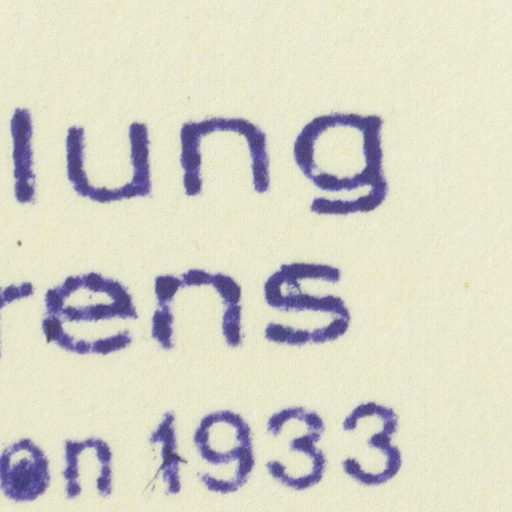 lung
rens
on 1933